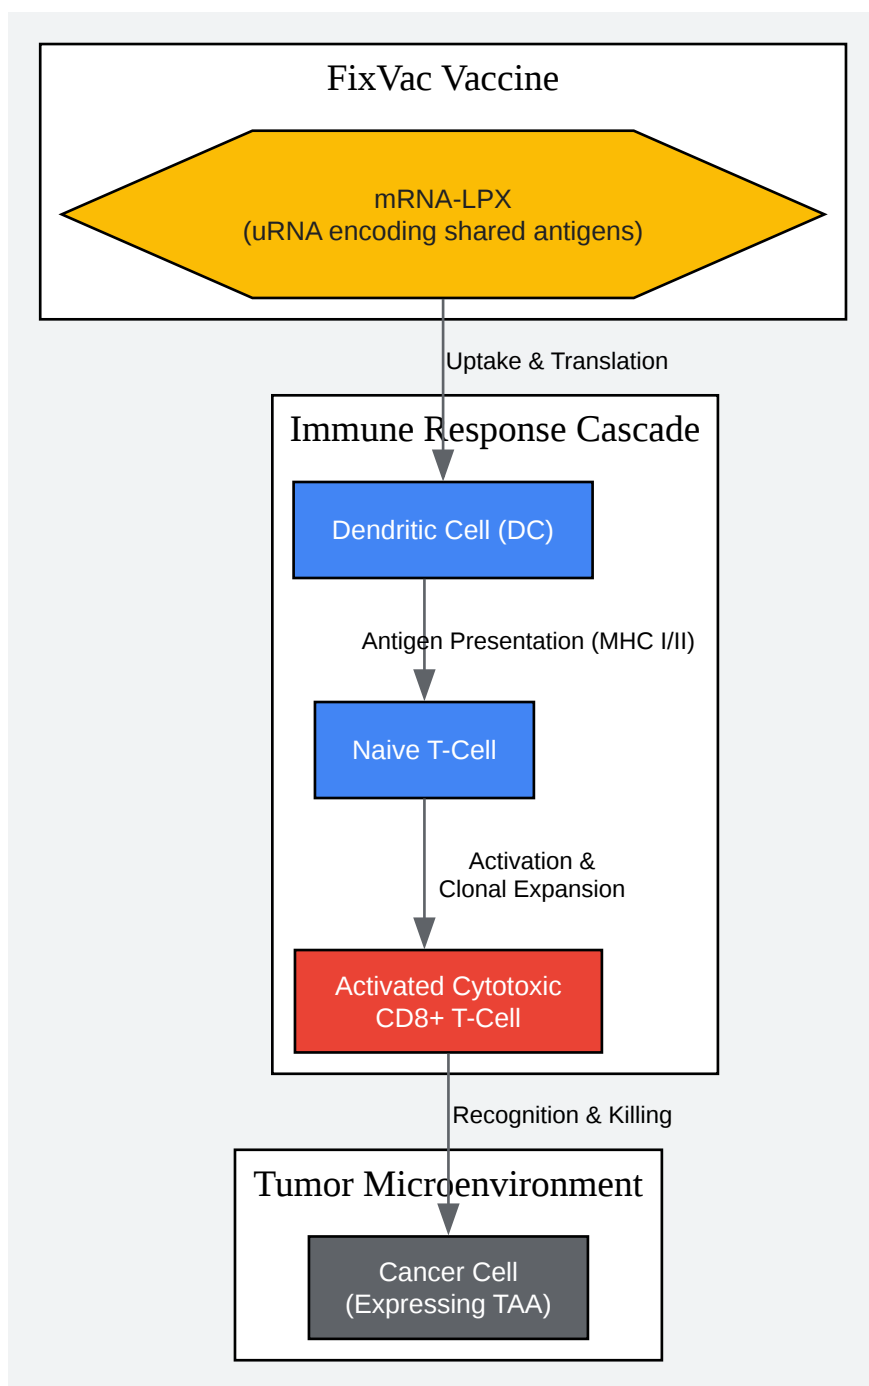 FixVac Vaccine
mRNA-LPX
(uRNA encoding shared antigens)
Uptake & Translation
Immune Response Cascade
Dendritic Cell (DC)
Antigen Presentation (MHC I/II)
Naive T-Cell
Activation &
Clonal Expansion
Activated Cytotoxic
CD8+ T-Cell
Recognition & Killing
Tumor Microenvironment
Cancer Cell
(Expressing TAA)